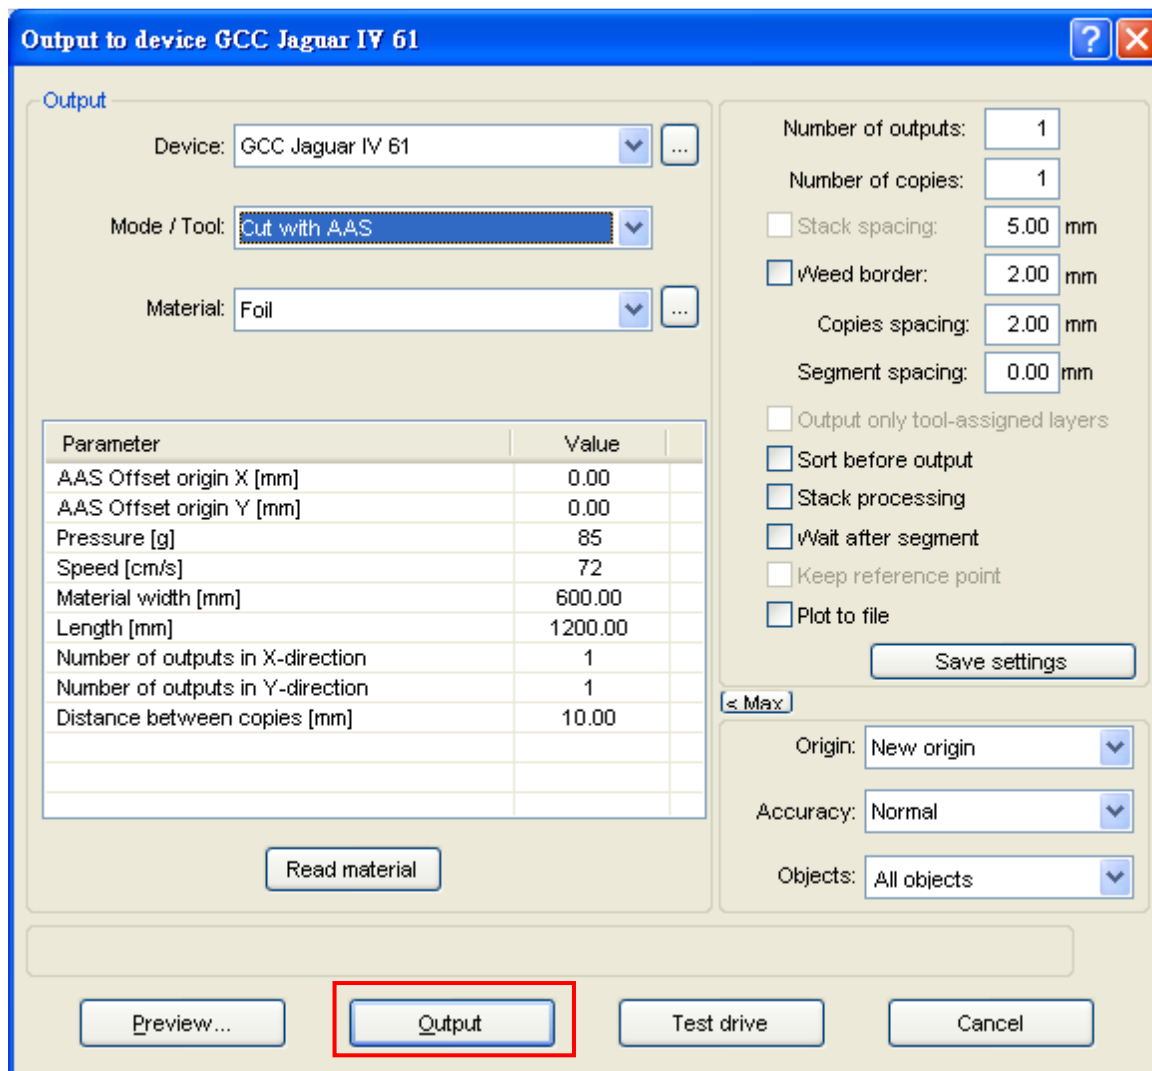 Output to device GCC Jaguar IV 61
Output
Device: GCC Jaguar IV 61 ...
Mode / Tool: Cut with AAS
Material: Foil ...
Parameter Value
AAS Offset origin X [mm] 0.00
AAS Offset origin Y [mm] 0.00
Pressure [g] 85
Speed [cm/s] 72
Material width [mm] 600.00
Length [mm] 1200.00
Number of outputs in X-direction 1
Number of outputs in Y-direction 1
Distance between copies [mm] 10.00
Read material
Number of outputs: 1
Number of copies: 1
Stack spacing: 5.00 mm
Weed border: 2.00 mm
Copies spacing: 2.00 mm
Segment spacing: 0.00 mm
Output only tool-assigned layers
Sort before output
Stack processing
Wait after segment
Keep reference point
Plot to file
Save settings
< Max
Origin: New origin
Accuracy: Normal
Objects: All objects
Preview... Output Test drive Cancel